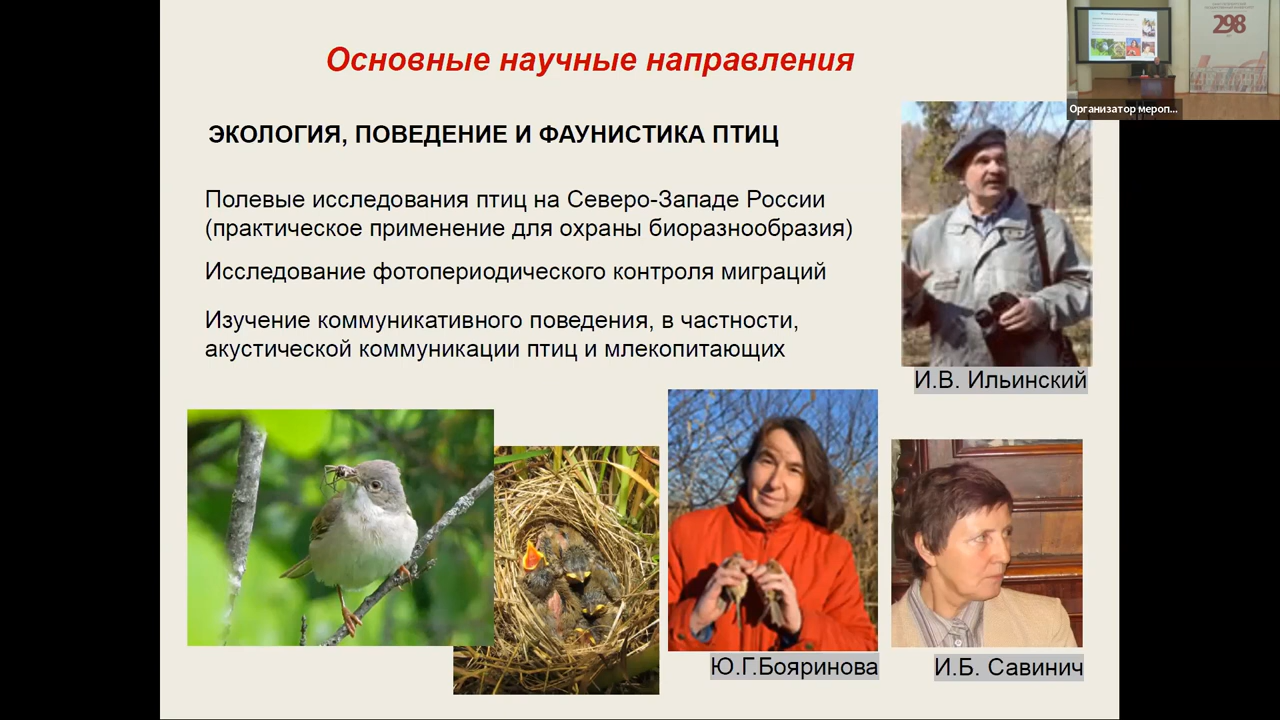 Основные научные направления
298
Организатор мероп...
ЭКОЛОГИЯ, ПОВЕДЕНИЕ И ФАУНИСТИКА ПТИЦ
Полевые исследования птиц на Северо-Западе России
(практическое применение для охраны биоразнообразия)
Исследование фотопериодического контроля миграций
Изучение коммуникативного поведения, в частности,
акустической коммуникации птиц и млекопитающих
И.В. Ильинский
Ю.Г.Бояринова
И.Б. Савинич